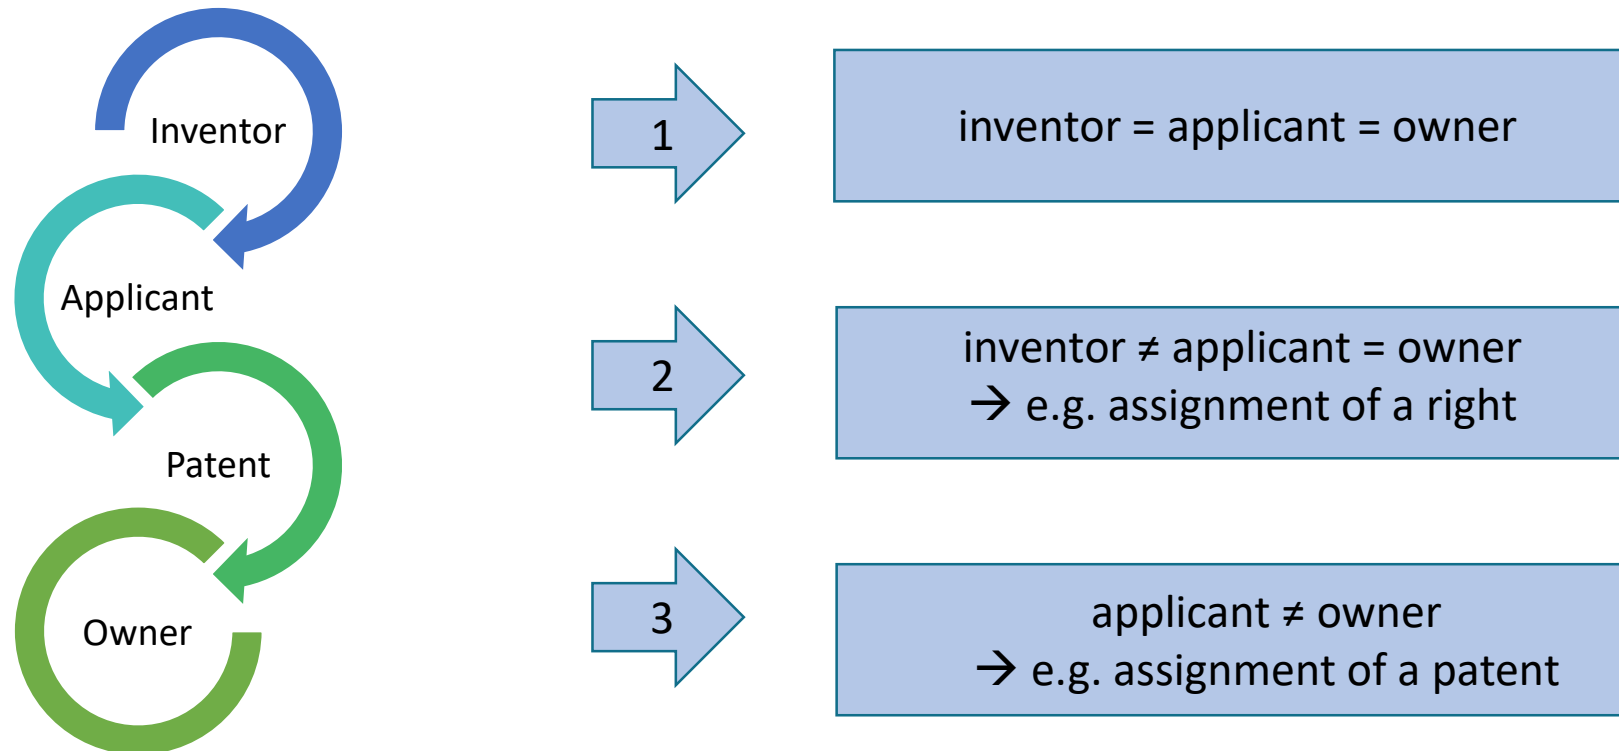 Inventor
Applicant
Patent
Owner
1
inventor = applicant = owner
2
inventor ≠ applicant = owner
→ e.g. assignment of a right
3
applicant ≠ owner
→ e.g. assignment of a patent